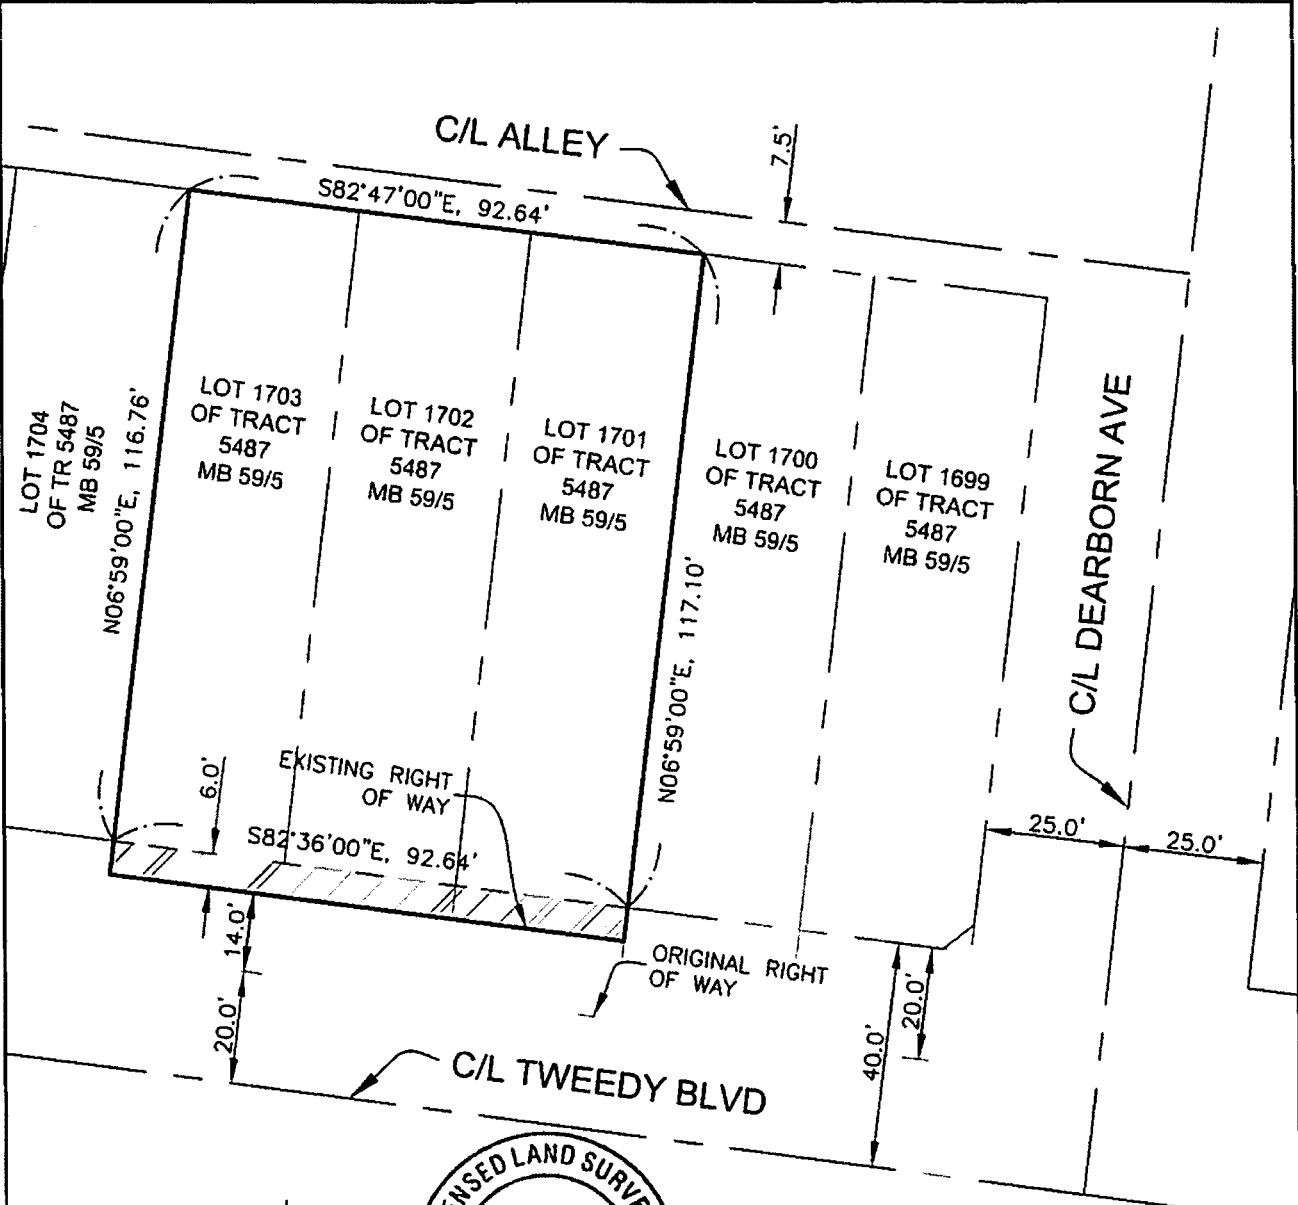 C/L ALLEY
7.5'
S82°47'00"E, 92.64'
LOT 1704
OF TR 5487
MB 59/5
N06°59'00"E, 116.76'
LOT 1703
OF TRACT
5487
MB 59/5
LOT 1702
OF TRACT
5487
MB 59/5
LOT 1701
OF TRACT
5487
MB 59/5
LOT 1700
OF TRACT
5487
MB 59/5
LOT 1699
OF TRACT
5487
MB 59/5
C/L DEARBORN AVE
N06°59'00"E, 117.10'
6.0'
EXISTING RIGHT
OF WAY
S82°36'00"E, 92.64'
25.0'
25.0'
14.0'
20.0'
ORIGINAL RIGHT
OF WAY
40.0'
20.0'
C/L TWEEDY BLVD
NSED LAND SURVE